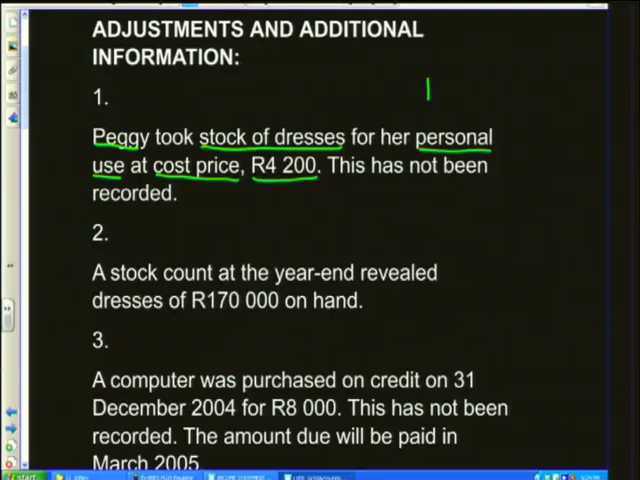 ADJUSTMENTS AND ADDITIONAL
INFORMATION:
1.
Peggy took stock of dresses for her personal
use at cost price, R4 200. This has not been
recorded.
2.
A stock count at the year-end revealed
dresses of R170 000 on hand.
3.
A computer was purchased on credit on 31
December 2004 for R8 000. This has not been
recorded. The amount due will be paid in
March 2005
START